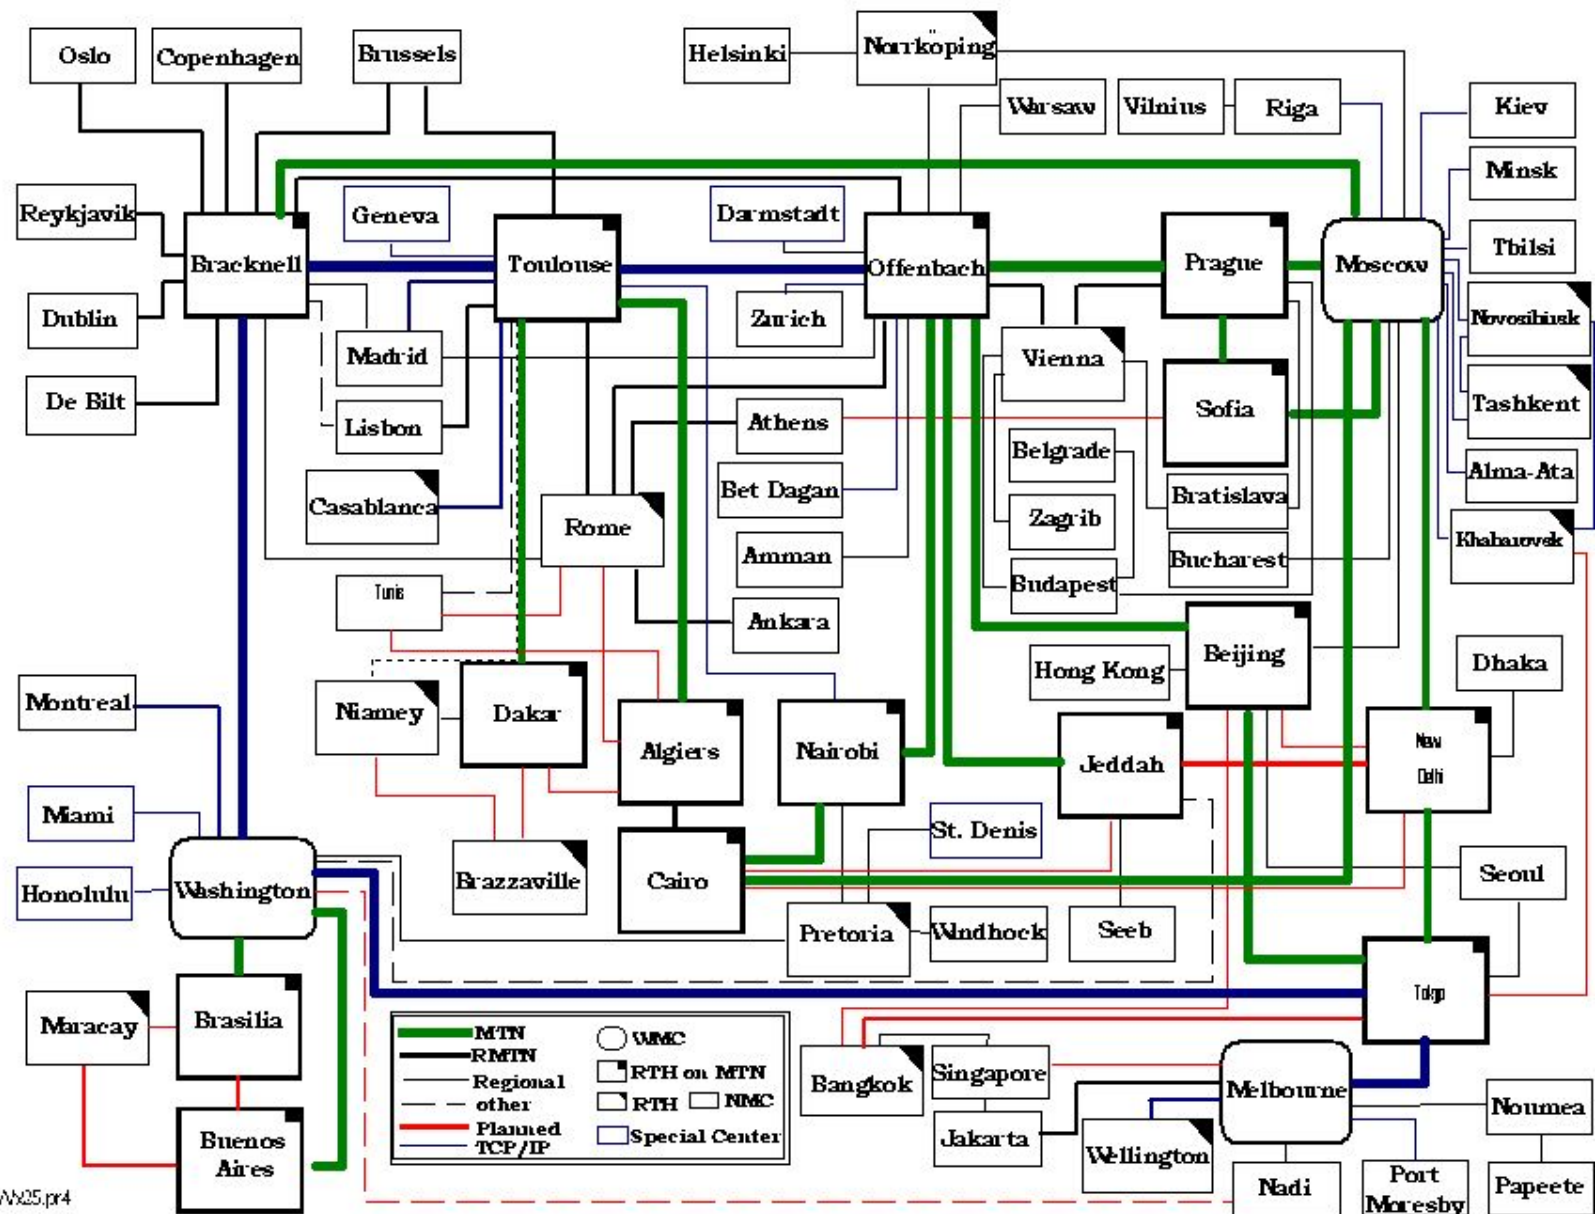 Oslo
Copenhagen
Brussels
Helsinki
Norrköping
Warsaw
Vilnius
Riga
Kiev
Minsk
Reykjavik
Geneva
Darmstadt
Bracknell
Toulouse
Offenbach
Prague
Moscow
Tbilsi
Dublin
Zurich
Novosibirsk
Madrid
Vienna
De Bilt
Lisbon
Athens
Sofia
Tashkent
Belgrade
Casablanca
Bet Dagan
Bratislava
Alma-Ata
Rome
Zagrib
Amman
Bucharest
Khabarovsk
Tunis
Budapest
Ankara
Hong Kong
Beijing
Dhaka
Montreal
Niamey
Dakar
Algiers
Nairobi
Jeddah
New
Delhi
Miami
St. Denis
Honolulu
Washington
Brazzaville
Cairo
Seoul
Pretoria
Windhock
Seeb
Maracay
Brasilia
Tokyo
MTN
WMC
RMTN
RTH on MTN
Regional
other
RTH
NMC
Planned
TCP/IP
Special Center
Bangkok
Singapore
Melbourne
Noumea
Buenos
Aires
Jakarta
Wellington
Nadi
Port
Moresby
Papeete